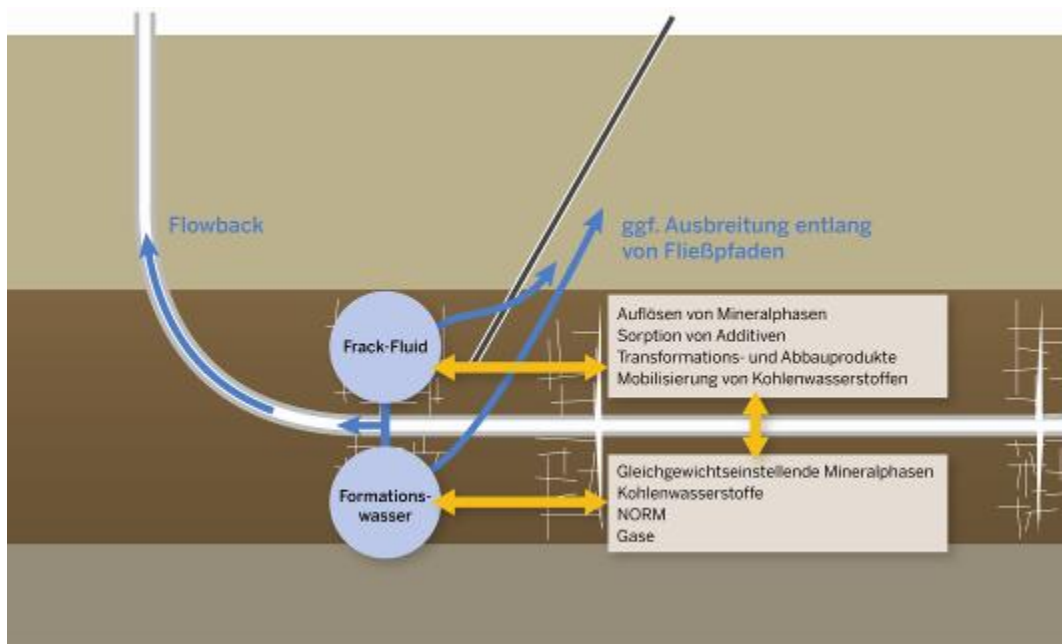 Flowback
ggf. Ausbreitung entlang
von Fließpfaden
Frack-Fluid
Auflösen von Mineralphasen
Sorption von Additiven
Transformations- und Abbauprodukte
Mobilisierung von Kohlenwasserstoffen
Formations-
wasser
Gleichgewichtseinstellende Mineralphasen
Kohlenwasserstoffe
NORM
Gase